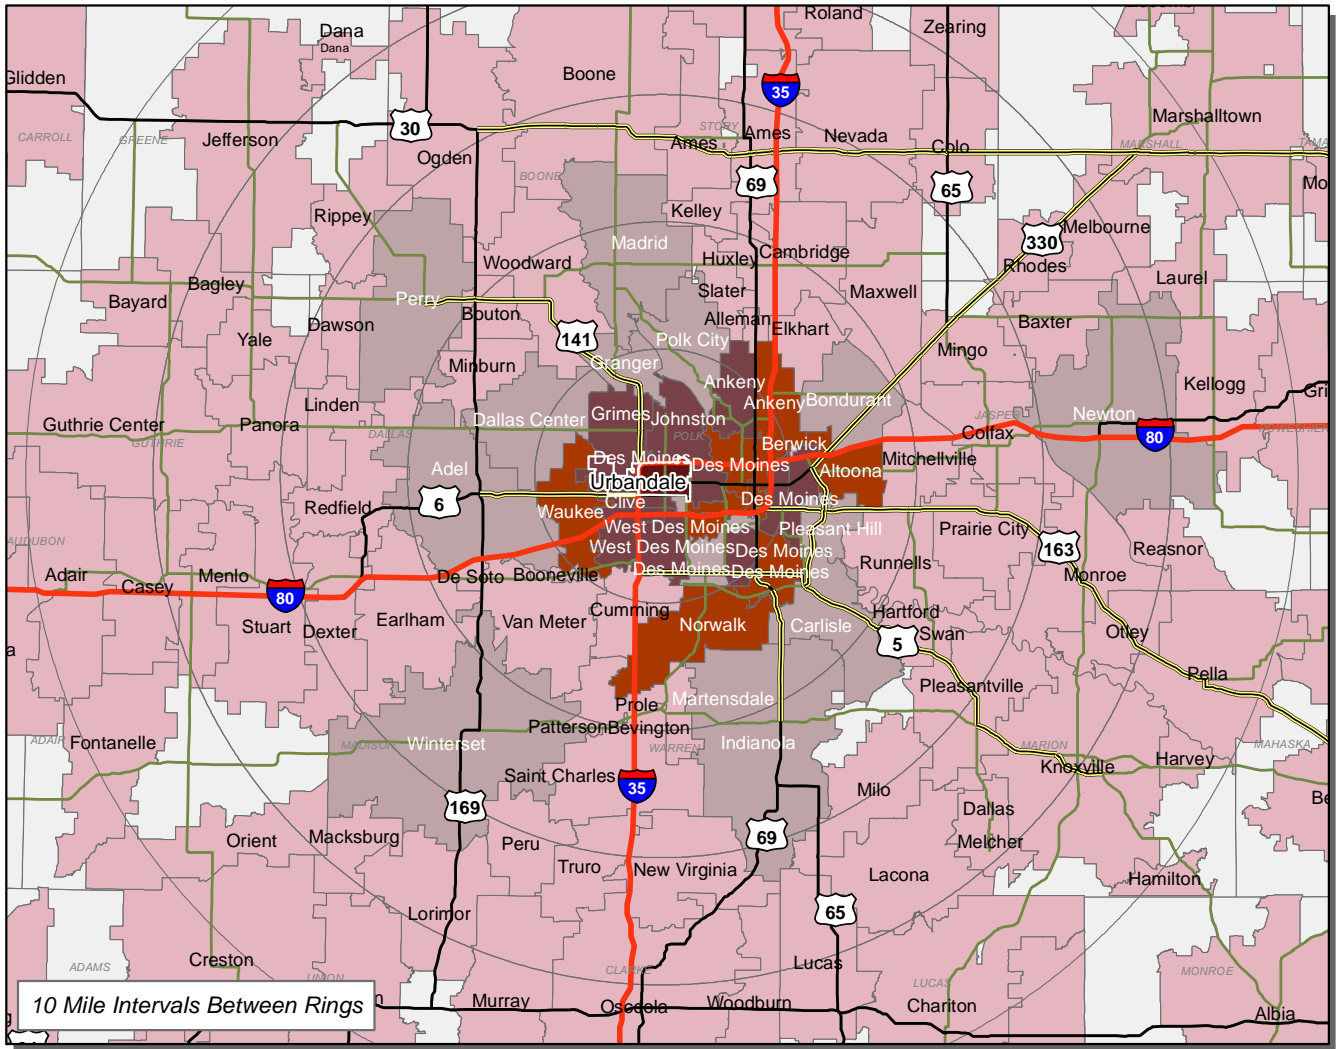 Roland
Zearing
Dana
Dana
Boone
Glidden
35
Marshalltown
30
STORY
Ames
Nevada
CARROLL
GREENE
Jefferson
Ames
Colo
MARSHALL
TAMA
Ogden
BOONE
69
65
Mo
Rippey
Kelley
Melbourne
Madrid
330
Huxley
Cambridge
Woodward
Rhodes
Laurel
Bagley
Slater
Maxwell
Bayard
Perry
Bouton
Alleman
Dawson
Elkhart
Baxter
Yale
141
Polk City
Mingo
Minburn
Granger
Ankeny
Kellogg
Gri
Linden
Ankeny
Bondurant
Dallas Center
Grimes
Johnston
JASPER
Newton
Guthrie Center
Panora
DALLAS
POLK
Colfax
80
POWESHIEK
GUTHRIE
Berwick
Des Moines
Des Moines
Mitchellville
Adel
Altoona
Urbandale
6
Redfield
Clive
Des Moines
Waukee
West Des Moines
Pleasant Hill
Prairie City
AUDUBON
West Des Moines
Des Moines
163
Reasnor
Runnells
Adair
Casey
Menlo
De Soto
Booneville
Des Moines
Des Moines
Monroe
80
Cumming
Stuart
Dexter
Earlham
Van Meter
Norwalk
Carlisle
Hartford
Swan
Otley
5
a
Pella
Pleasantville
Prole
Martensdale
ADAIR
Fontanelle
MADISON
Winterset
Patterson
Bevington
WARREN
Indianola
MARION
MAHASKA
Knoxville
Harvey
Saint Charles
35
Milo
Be
169
Dallas
Orient
Macksburg
Peru
69
Melcher
Truro
New Virginia
Lacona
Hamilton
Lorimor
65
Creston
ADAMS
UNION
CLARKE
Lucas
LUCAS
MONROE
10 Mile Intervals Between Rings
n
Murray
Osceola
Woodburn
Chariton
Albia